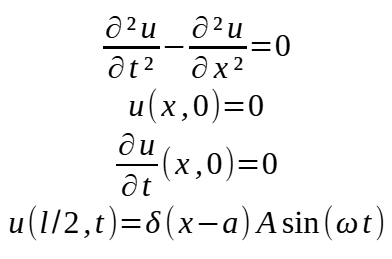 ∂²u/∂t² − ∂²u/∂x² = 0
u(x,0)=0
∂u/∂t (x,0)=0
u(l/2,t)=δ(x−a) A sin(ωt)